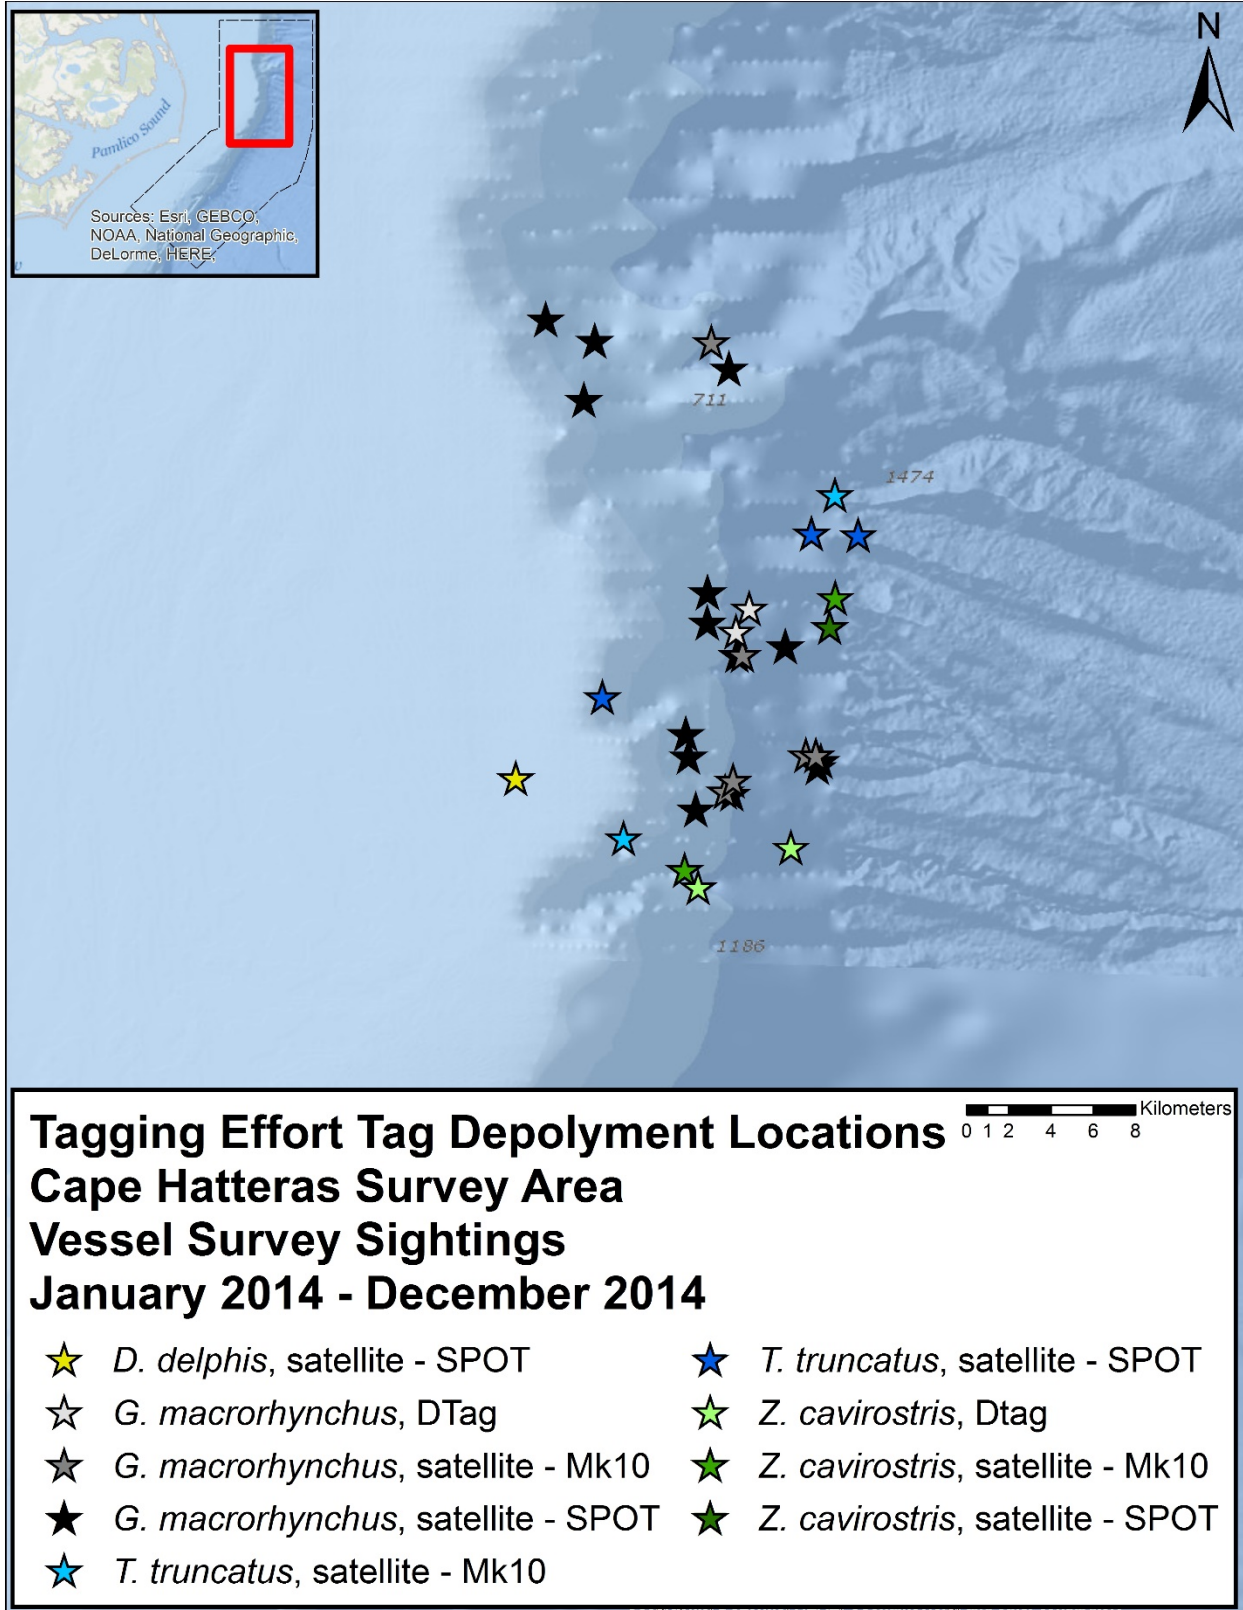 N
Pamlico Sound
Sources: Esri, GEBCO,
NOAA, National Geographic,
DeLorme, HERE,
711
1474
1186
Tagging Effort Tag Depolyment Locations
Cape Hatteras Survey Area
Vessel Survey Sightings
January 2014 - December 2014
Kilometers
0 1 2 4 6 8
D. delphis, satellite - SPOT
G. macrorhynchus, DTag
G. macrorhynchus, satellite - Mk10
G. macrorhynchus, satellite - SPOT
T. truncatus, satellite - Mk10
T. truncatus, satellite - SPOT
Z. cavirostris, Dtag
Z. cavirostris, satellite - Mk10
Z. cavirostris, satellite - SPOT